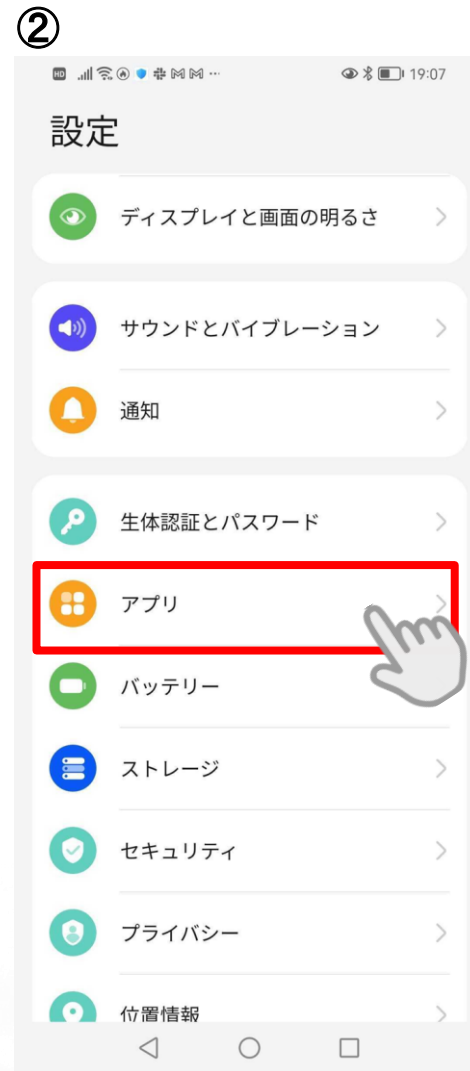 ②
HD 19:07
設定
ディスプレイと画面の明るさ
サウンドとバイブレーション
通知
生体認証とパスワード
アプリ
バッテリー
ストレージ
セキュリティ
プライバシー
位置情報